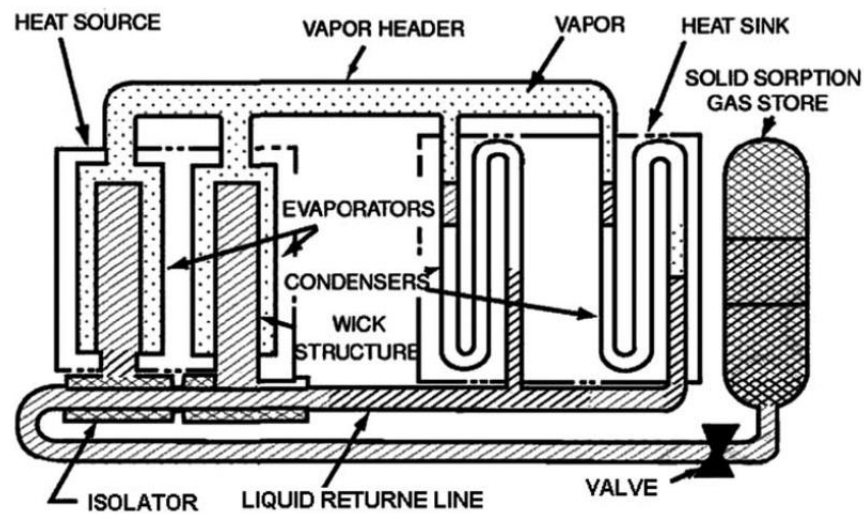 HEAT SOURCE
VAPOR HEADER
VAPOR
HEAT SINK
SOLID SORPTION
GAS STORE
EVAPORATORS
CONDENSERS
WICK
STRUCTURE
ISOLATOR
LIQUID RETURNE LINE
VALVE